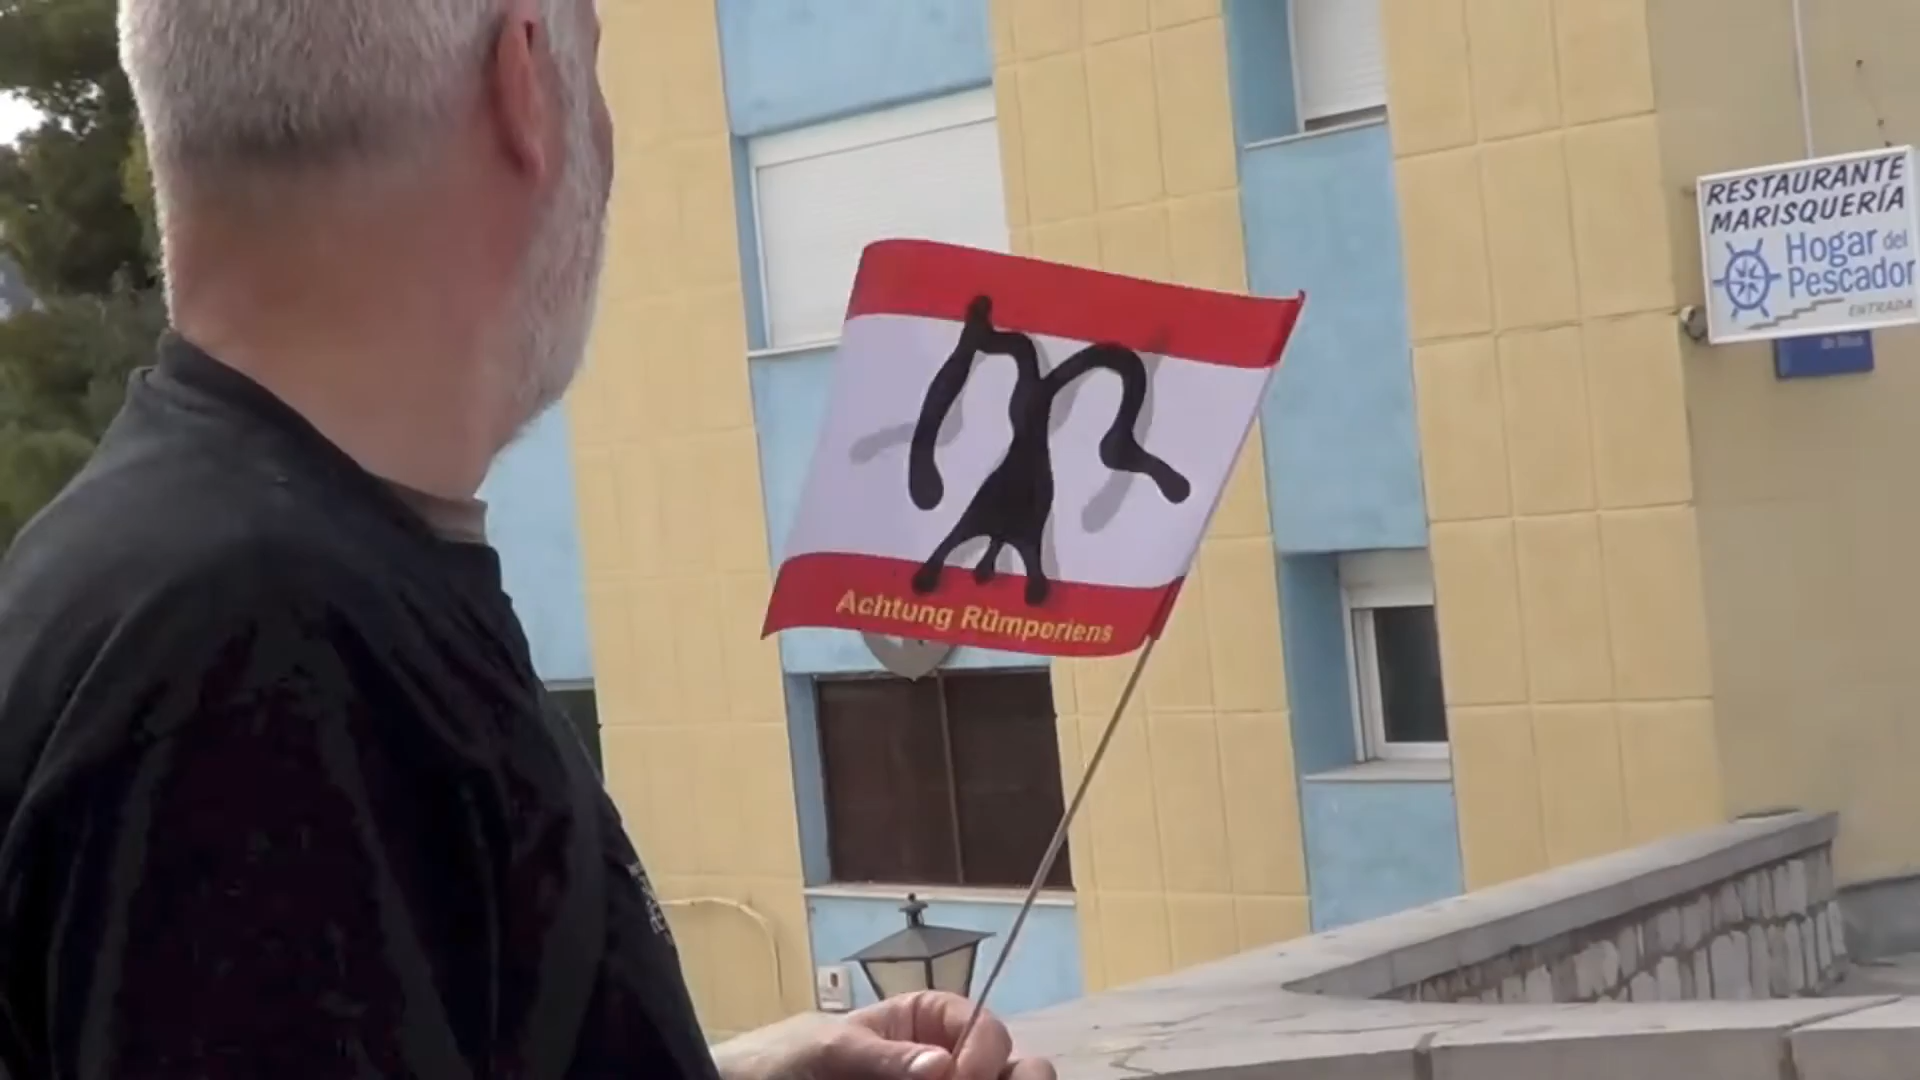 RESTAURANTE
MARISQUERÍA
Hogar del
Pescador
ENTRADA
Achtung Rümperiens